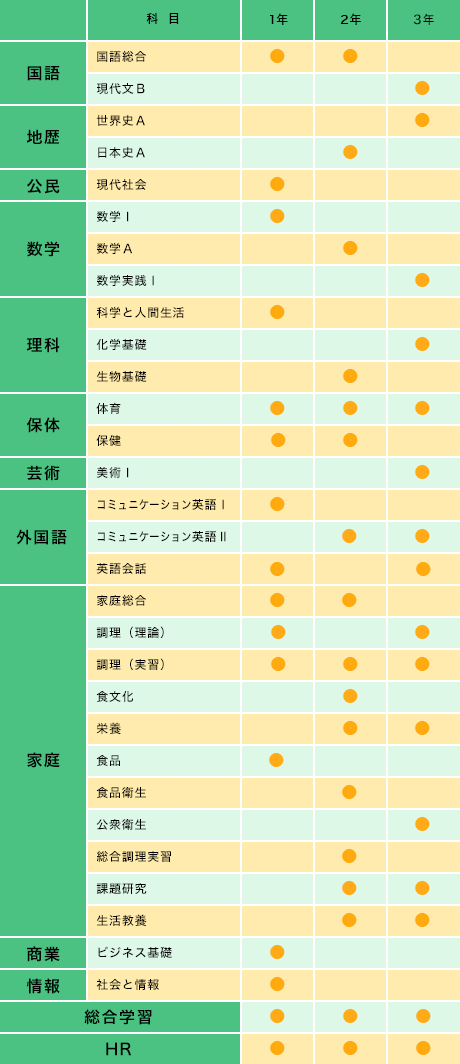 科 目 1年 2年 3年
国語
国語総合 ● ●
現代文B ●
地歴
世界史A ●
日本史A ●
公民
現代社会 ●
数学
数学Ⅰ ●
数学A ●
数学実践Ⅰ ●
理科
科学と人間生活 ●
化学基礎 ●
生物基礎 ●
保体
体育 ● ● ●
保健 ● ●
芸術
美術Ⅰ ●
外国語
コミュニケーション英語Ⅰ ●
コミュニケーション英語Ⅱ ● ●
英語会話 ● ●
家庭
家庭総合 ● ●
調理（理論） ● ●
調理（実習） ● ● ●
食文化 ●
栄養 ● ●
食品 ●
食品衛生 ●
公衆衛生 ●
総合調理実習 ●
課題研究 ● ●
生活教養 ● ●
商業
ビジネス基礎 ●
情報
社会と情報 ●
総合学習 ● ● ●
HR ● ● ●